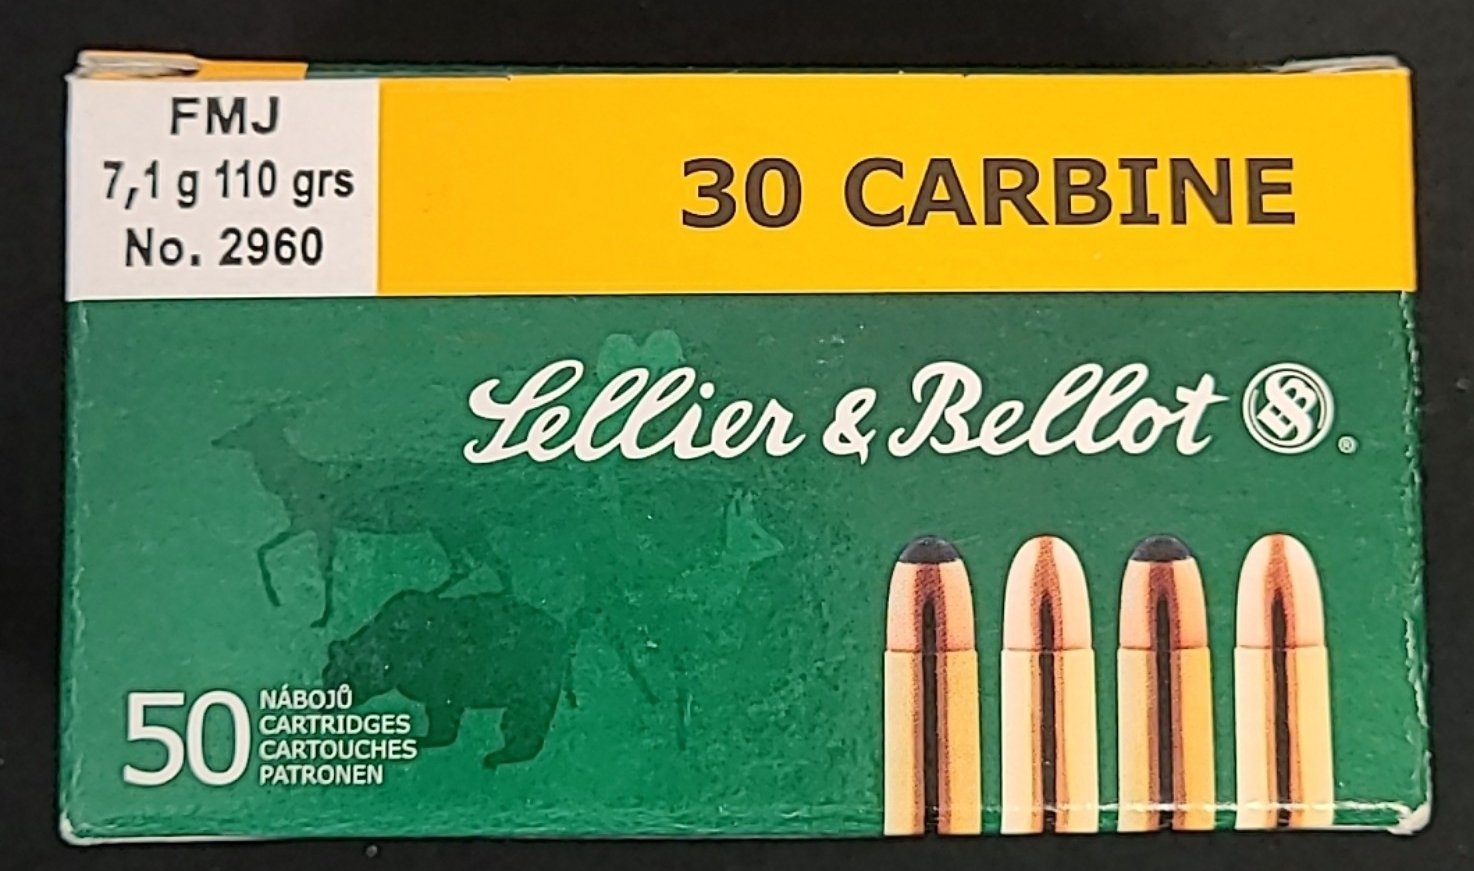 FMJ
7,1 g 110 grs
No. 2960
30 CARBINE
Sellier & Bellot
®
50
NÁBOJŮ
CARTRIDGES
CARTOUCHES
PATRONEN